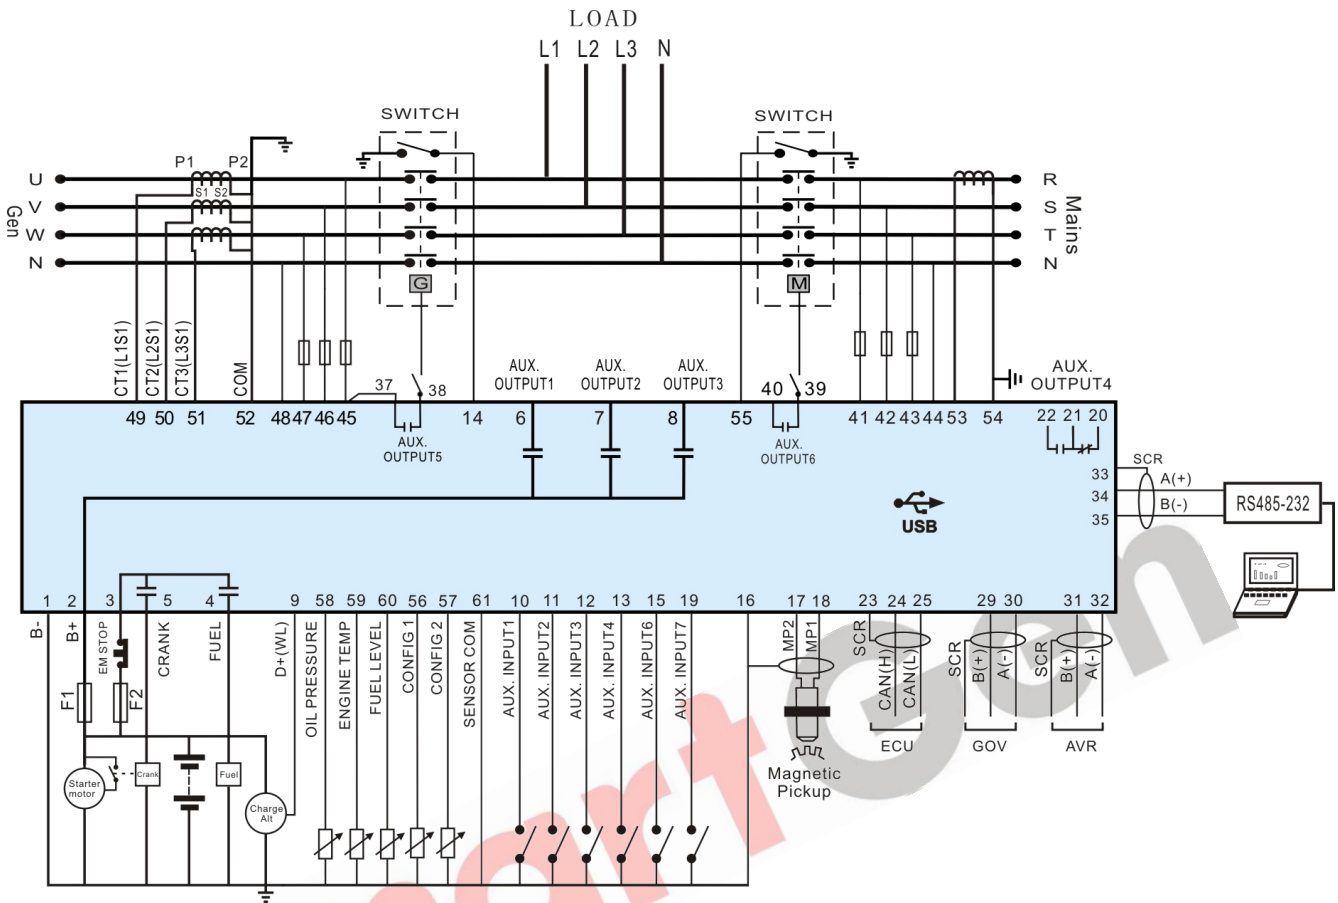 LOAD
L1 L2 L3 N
SWITCH SWITCH
P1 P2
S1 S2
U
V
W
N
Gen
R
S
T
N
Mains
G M
CT1(L1S1)
CT2(L2S1)
CT3(L3S1)
COM
37 38
AUX.
OUTPUT1
AUX.
OUTPUT2
AUX.
OUTPUT3
40 39
AUX.
OUTPUT4
49 50 51 52 48 47 46 45 14 6 7 8 55 41 42 43 44 53 54 22 21 20
AUX.
OUTPUT5
AUX.
OUTPUT6
USB
33
34
35
SCR
A(+)
B(-)
RS485-232
1 2 3 5 4 9 58 59 60 56 57 61 10 11 12 13 15 19 16 17 18 23 24 25 29 30 31 32
B-
B+
EM STOP
CRANK
FUEL
D+(WL)
OIL PRESSURE
ENGINE TEMP
FUEL LEVEL
CONFIG 1
CONFIG 2
SENSOR COM
AUX. INPUT1
AUX. INPUT2
AUX. INPUT3
AUX. INPUT4
AUX. INPUT6
AUX. INPUT7
MP2
MP1
SCR
CAN(H)
CAN(L)
SCR
B(+)
A(-)
SCR
B(+)
A(-)
F1
F2
ECU GOV AVR
Starter
motor
Crank
Fuel
Charge
Alt
Magnetic
Pickup
artGen